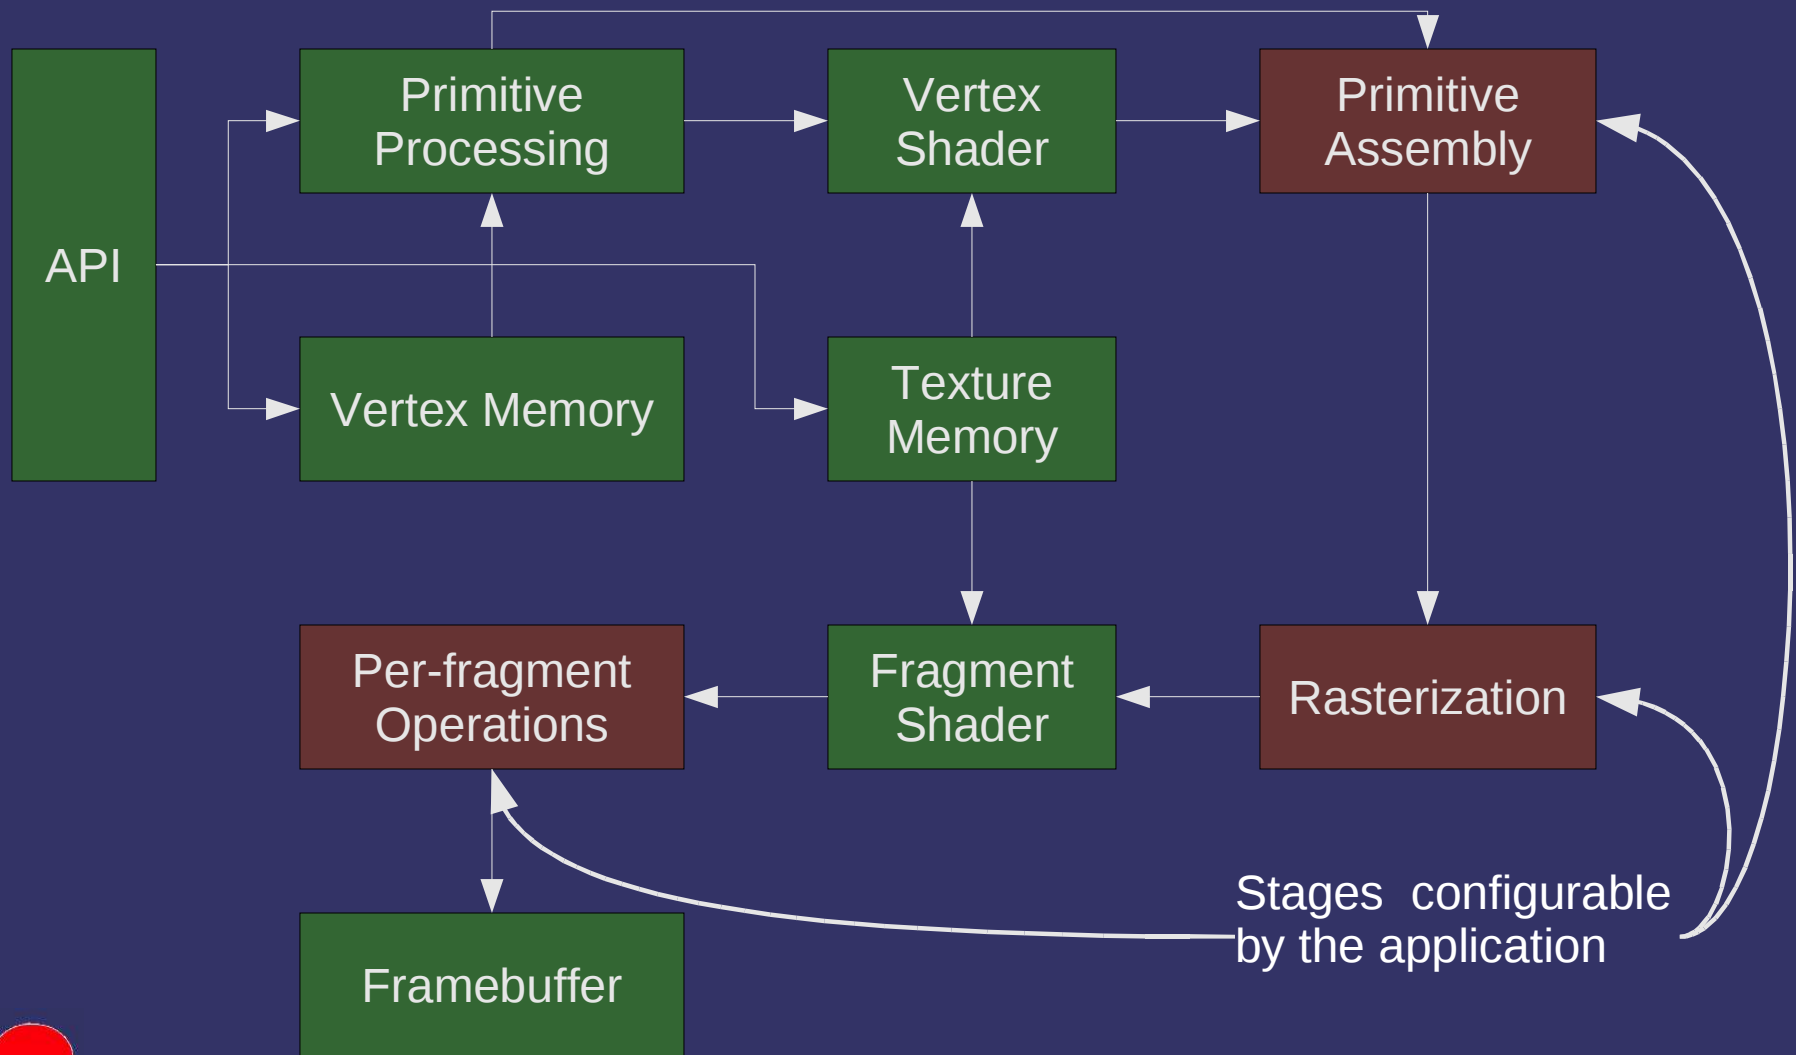 Primitive
Processing
Vertex
Shader
Primitive
Assembly
API
Vertex Memory
Texture
Memory
Per-fragment
Operations
Fragment
Shader
Rasterization
Stages  configurable
by the application
Framebuffer